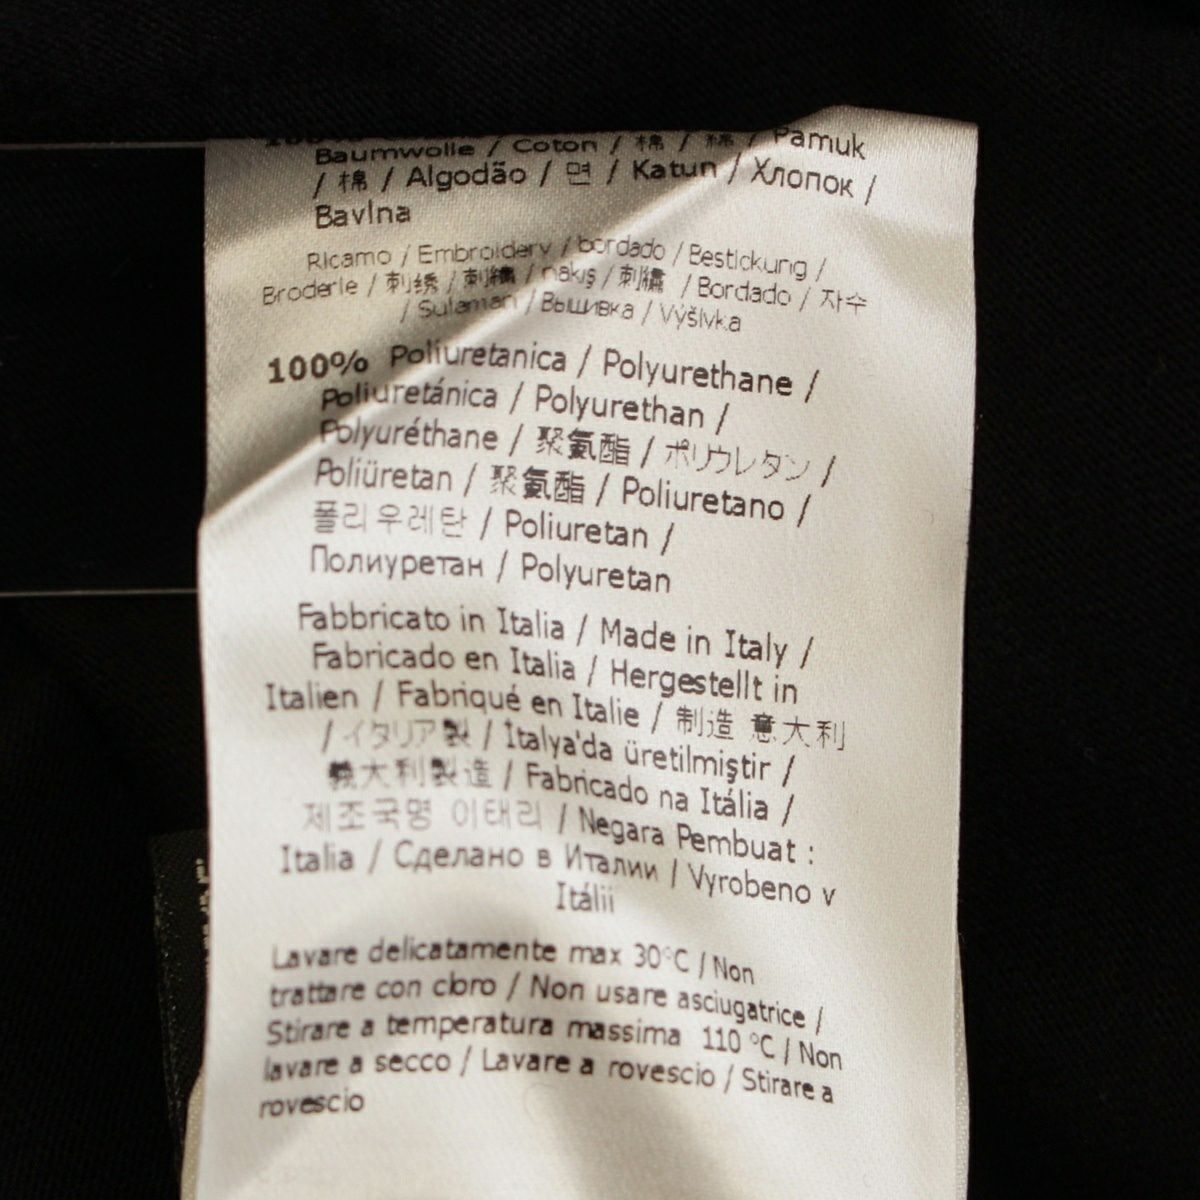 Baumwolle / Coton / 棉 / 棉 / Pamuk
/ 棉 / Algodão / 면 / Katun / Хлопок /
Bavlna
Ricamo / Embroidery / bordado / Bestickung /
Broderie / 刺绣 / 刺繍 / nakış / 刺繡 / Bordado / 자수
/ Sulaman / Вышивка / Výšivka
100% Poliuretanica / Polyurethane /
Poliuretánica / Polyurethan /
Polyuréthane / 聚氨酯 / ポリウレタン /
Poliüretan / 聚氨酯 / Poliuretano /
폴리우레탄 / Poliuretan /
Полиуретан / Polyuretan
Fabbricato in Italia / Made in Italy /
Fabricado en Italia / Hergestellt in
Italien / Fabriqué en Italie / 制造 意大利
/ イタリア製 / Italya'da üretilmiştir /
義大利製造 / Fabricado na Itália /
제조국명 이태리 / Negara Pembuat :
Italia / Сделано в Италии / Vyrobeno v
Itálii
Lavare delicatamente max 30°C / Non
trattare con cloro / Non usare asciugatrice /
Stirare a temperatura massima 110 °C / Non
lavare a secco / Lavare a rovescio / Stirare a
rovescio